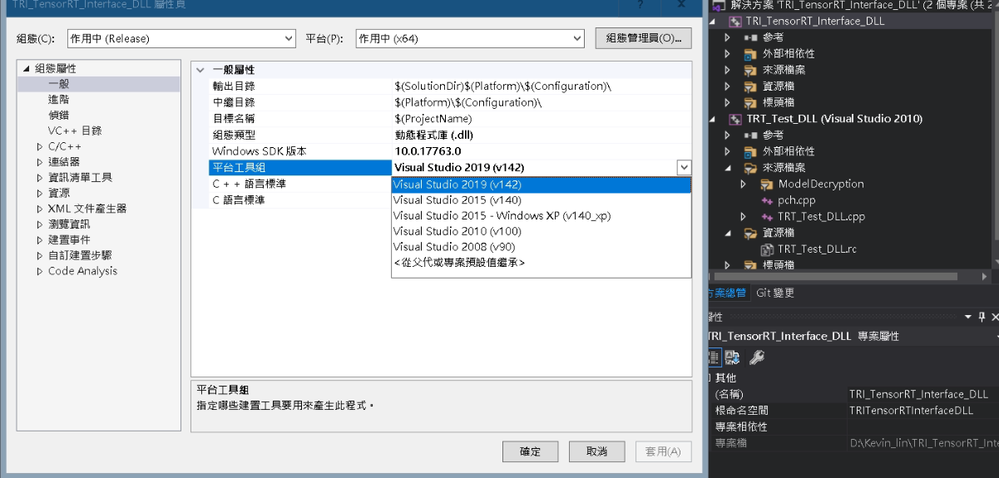 TRI_TensorRT_Interface_DLL 屬性頁
組態(C): 作用中 (Release) 平台(P): 作用中 (x64) 組態管理員(O)...
組態屬性
一般
進階
偵錯
VC++ 目錄
C/C++
連結器
資訊清單工具
資源
XML 文件產生器
瀏覽資訊
建置事件
自訂建置步驟
Code Analysis
一般屬性
輸出目錄 $(SolutionDir)$(Platform)\$(Configuration)\
中繼目錄 $(Platform)\$(Configuration)\
目標名稱 $(ProjectName)
組態類型 動態程式庫 (.dll)
Windows SDK 版本 10.0.17763.0
平台工具組 Visual Studio 2019 (v142)
C ++ 語言標準
C 語言標準
Visual Studio 2019 (v142)
Visual Studio 2015 (v140)
Visual Studio 2015 - Windows XP (v140_xp)
Visual Studio 2010 (v100)
Visual Studio 2008 (v90)
<從父代或專案預設值繼承>
平台工具組
指定哪些建置工具要用來產生此程式。
確定 取消 套用(A)
解決方案 'TRI_TensorRT_Interface_DLL' (2 個專案 (共 2
TRI_TensorRT_Interface_DLL
參考
外部相依性
來源檔案
資源檔
標頭檔
TRT_Test_DLL (Visual Studio 2010)
參考
外部相依性
來源檔案
ModelDecryption
pch.cpp
TRT_Test_DLL.cpp
資源檔
TRT_Test_DLL.rc
標頭檔
方案總管 Git 變更
屬性
TRI_TensorRT_Interface_DLL 專案屬性
其他
(名稱) TRI_TensorRT_Interface_DLL
根命名空間 TRITensorRTInterfaceDLL
專案相依性
專案檔 D:\Kevin_lin\TRI_TensorRT_Inte